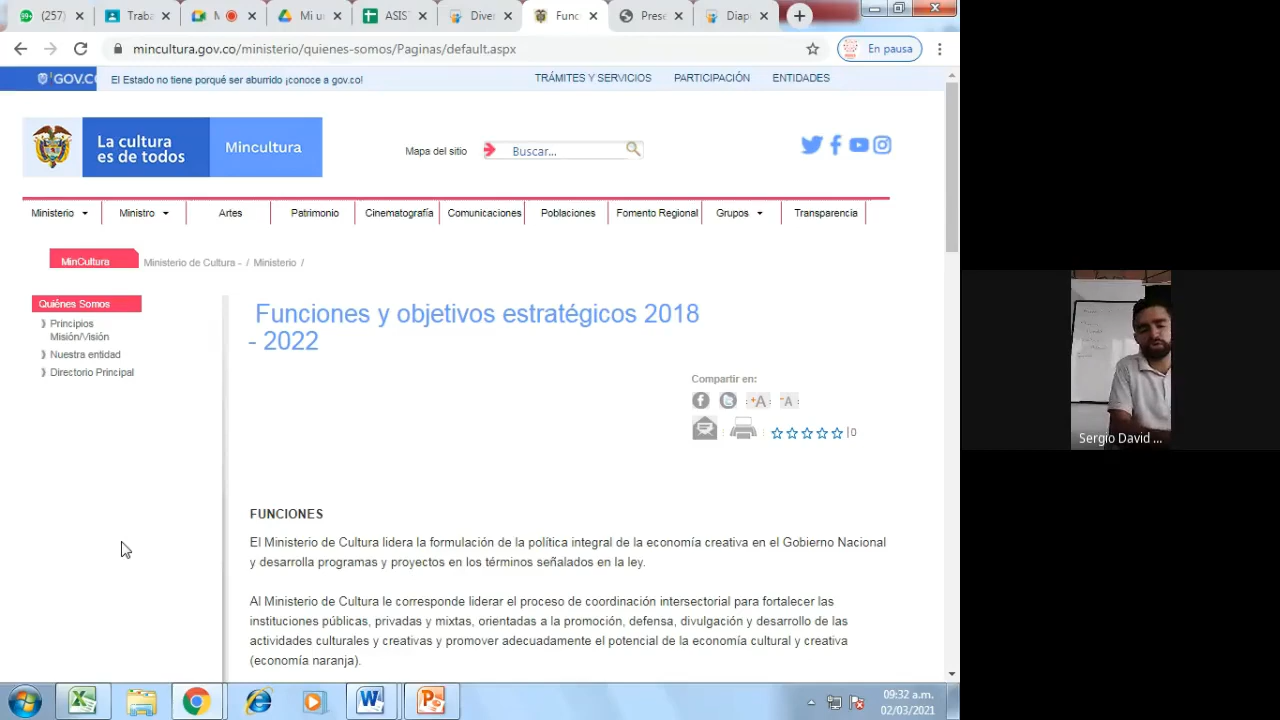 (257)
Traba
M
Mi u
ASIS
Diver
Func
Prese
Diapo
mincultura.gov.co/ministerio/quienes-somos/Paginas/default.aspx
En pausa
GOV.C
El Estado no tiene porqué ser aburrido ¡conoce a gov.co!
TRÁMITES Y SERVICIOS
PARTICIPACIÓN
ENTIDADES
La cultura
es de todos
Mincultura
Mapa del sitio
Buscar...
Ministerio
Ministro
Artes
Patrimonio
Cinematografía
Comunicaciones
Poblaciones
Fomento Regional
Grupos
Transparencia
MinCultura
Ministerio de Cultura - / Ministerio /
Quiénes Somos
Principios
Misión/Visión
Nuestra entidad
Directorio Principal
Funciones y objetivos estratégicos 2018
- 2022
Compartir en:
+A
-A
|0
FUNCIONES
El Ministerio de Cultura lidera la formulación de la política integral de la economía creativa en el Gobierno Nacional
y desarrolla programas y proyectos en los términos señalados en la ley.
Al Ministerio de Cultura le corresponde liderar el proceso de coordinación intersectorial para fortalecer las
instituciones públicas, privadas y mixtas, orientadas a la promoción, defensa, divulgación y desarrollo de las
actividades culturales y creativas y promover adecuadamente el potencial de la economía cultural y creativa
(economía naranja).
Sergio David ...
09:32 a.m.
02/03/2021